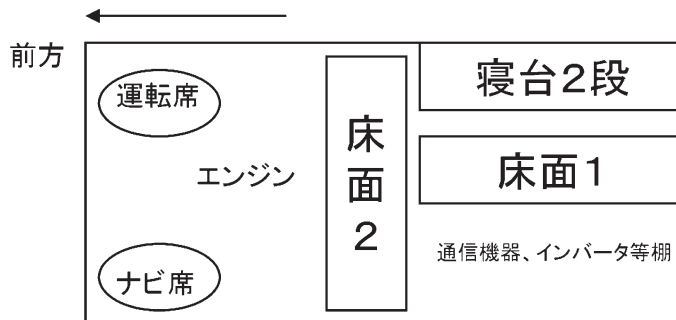 前方
運転席
エンジン
ナビ席
床面2
寝台2段
床面1
通信機器、インバータ等棚